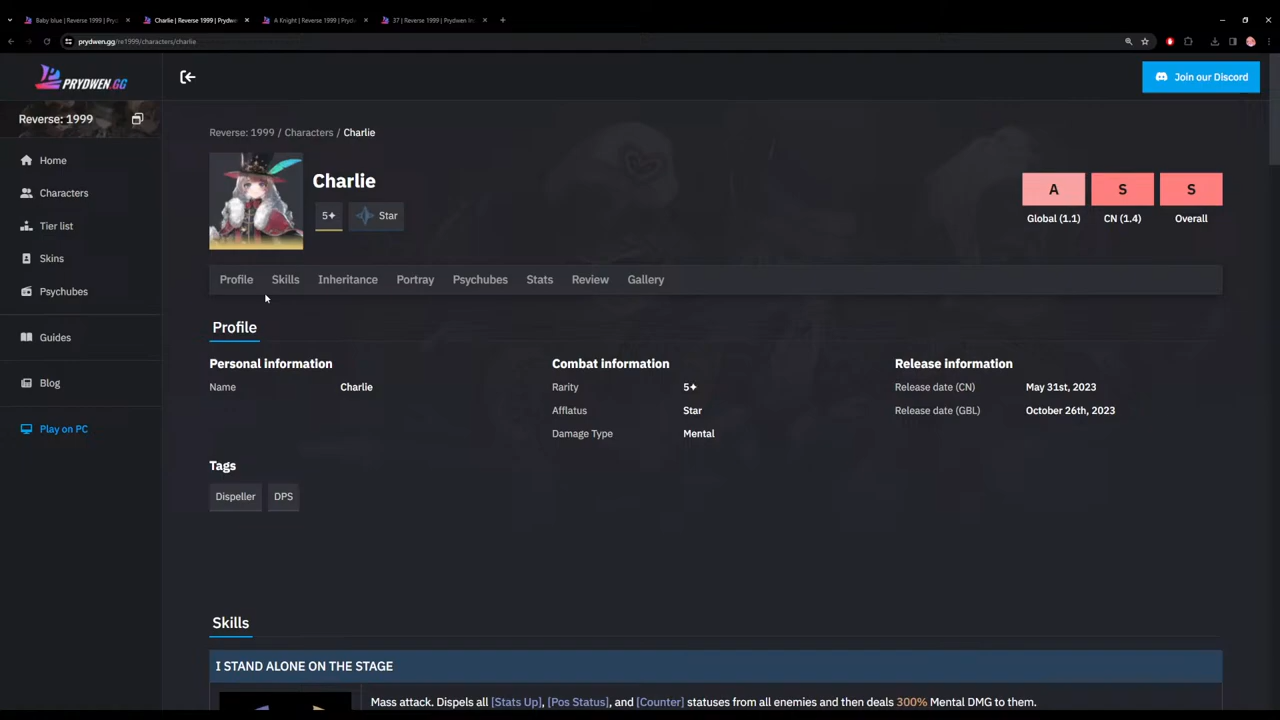 Baby blue | Reverse 1999 | Pryd
Charlie | Reverse 1999 | Prydwen
A Knight | Reverse 1999 | Prydw
37 | Reverse 1999 | Prydwen Ins
prydwen.gg/re1999/characters/charlie
PRYDWEN.GG
Join our Discord
Reverse: 1999
Home
Characters
Tier list
Skins
Psychubes
Guides
Blog
Play on PC
Reverse: 1999 / Characters / Charlie
Charlie
5✦ Star
A S S
Global (1.1) CN (1.4) Overall
Profile Skills Inheritance Portray Psychubes Stats Review Gallery
Profile
Personal information
Name Charlie
Combat information
Rarity 5✦
Afflatus Star
Damage Type Mental
Release information
Release date (CN) May 31st, 2023
Release date (GBL) October 26th, 2023
Tags
Dispeller DPS
Skills
I STAND ALONE ON THE STAGE
Mass attack. Dispels all [Stats Up], [Pos Status], and [Counter] statuses from all enemies and then deals 300% Mental DMG to them.